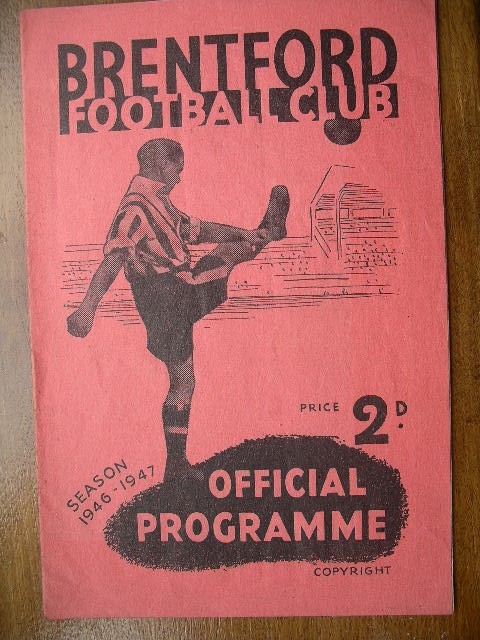 BRENTFORD
FOOTBALL CLUB
PRICE 2D.
SEASON
1946-1947
OFFICIAL
PROGRAMME
COPYRIGHT